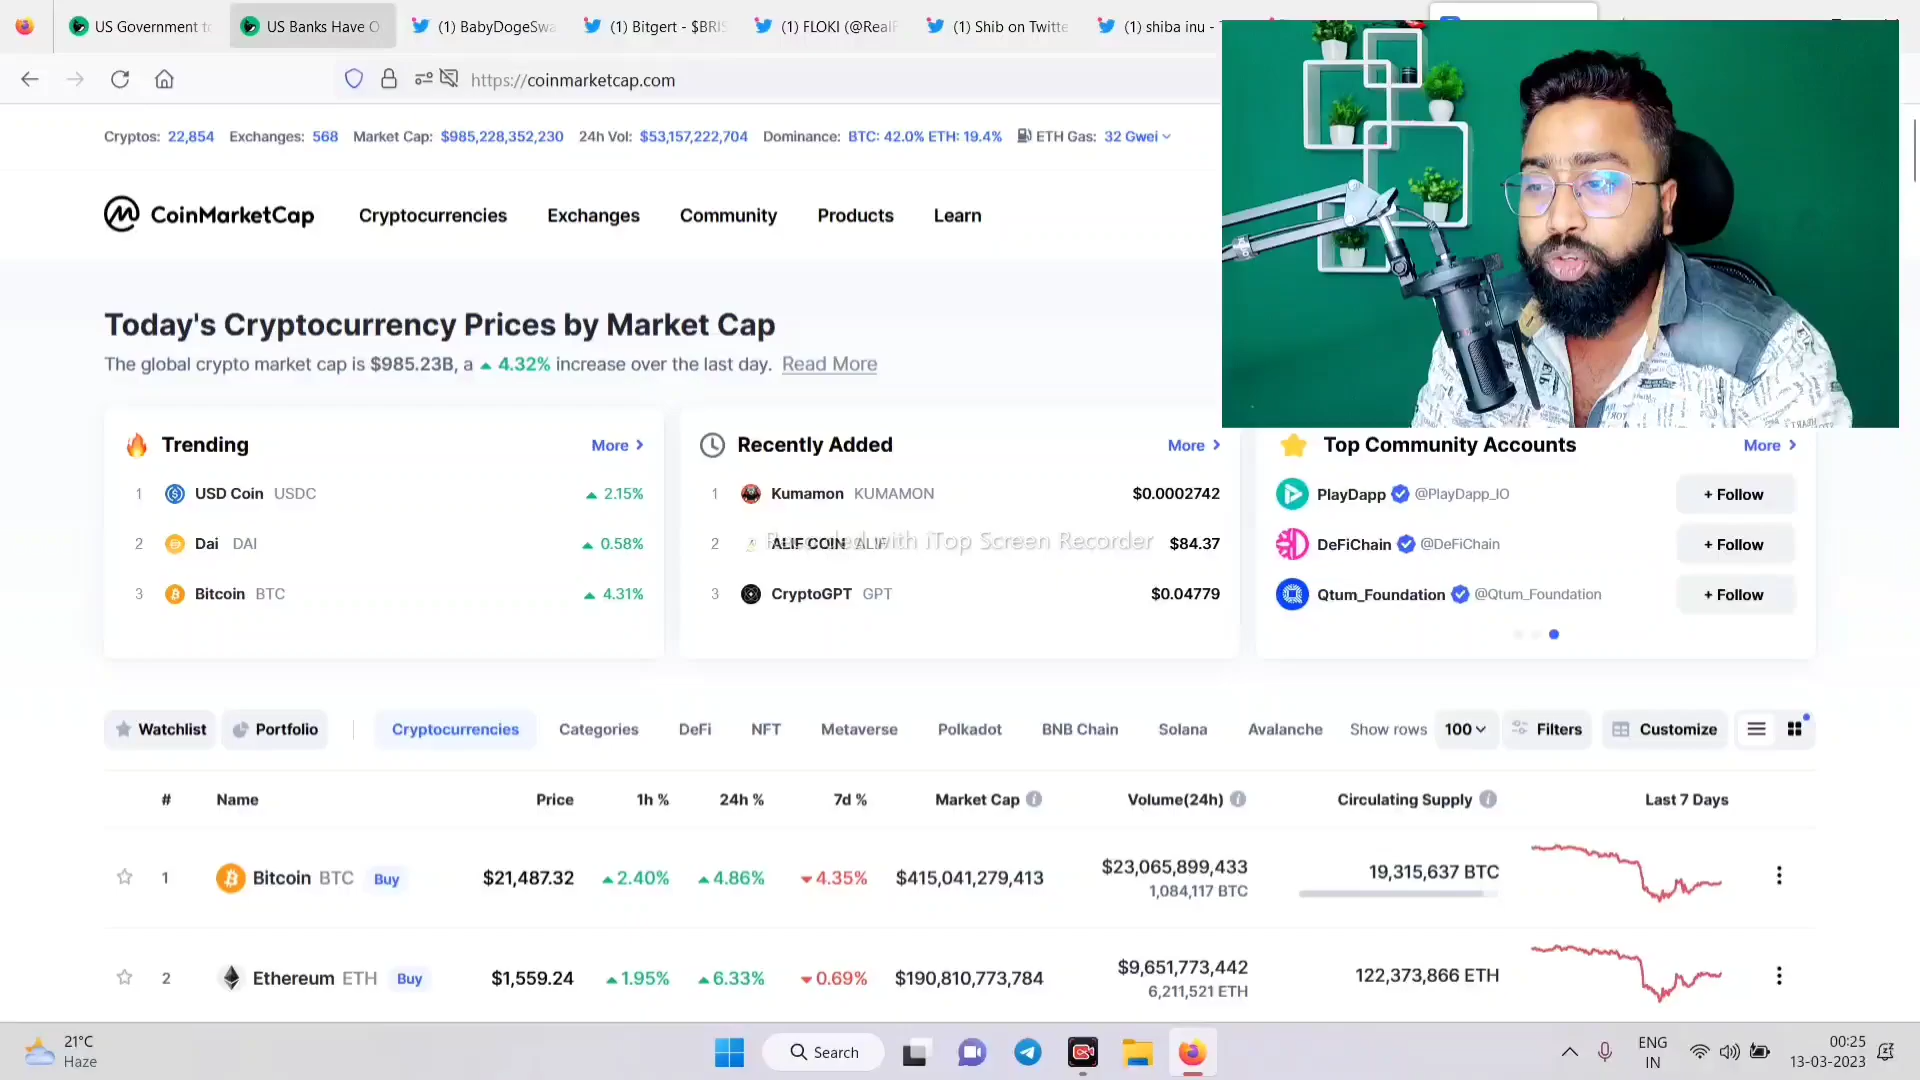 US Government to
US Banks Have O
(1) BabyDogeSwa
(1) Bitgert - $BRIS
(1) FLOKI (@RealF
(1) Shib on Twitte
(1) shiba inu -
https://coinmarketcap.com
Cryptos: 22,854 Exchanges: 568 Market Cap: $985,228,352,230 24h Vol: $53,157,222,704 Dominance: BTC: 42.0% ETH: 19.4% ETH Gas: 32 Gwei
CoinMarketCap Cryptocurrencies Exchanges Community Products Learn
Today's Cryptocurrency Prices by Market Cap
The global crypto market cap is $985.23B, a 4.32% increase over the last day. Read More
Trending More
1 USD Coin USDC 2.15%
2 Dai DAI 0.58%
3 Bitcoin BTC 4.31%
Recently Added More
1 Kumamon KUMAMON $0.0002742
2 ALIF COIN ALIF $84.37
3 CryptoGPT GPT $0.04779
Recorded with iTop Screen Recorder
Top Community Accounts More
PlayDapp @PlayDapp_IO + Follow
DeFiChain @DeFiChain + Follow
Qtum_Foundation @Qtum_Foundation + Follow
Watchlist Portfolio Cryptocurrencies Categories DeFi NFT Metaverse Polkadot BNB Chain Solana Avalanche Show rows 100 Filters Customize
# Name Price 1h % 24h % 7d % Market Cap Volume(24h) Circulating Supply Last 7 Days
1 Bitcoin BTC Buy $21,487.32 2.40% 4.86% 4.35% $415,041,279,413 $23,065,899,433 19,315,637 BTC
1,084,117 BTC
2 Ethereum ETH Buy $1,559.24 1.95% 6.33% 0.69% $190,810,773,784 $9,651,773,442 122,373,866 ETH
6,211,521 ETH
21°C
Haze
Search
ENG
IN
00:25
13-03-2023